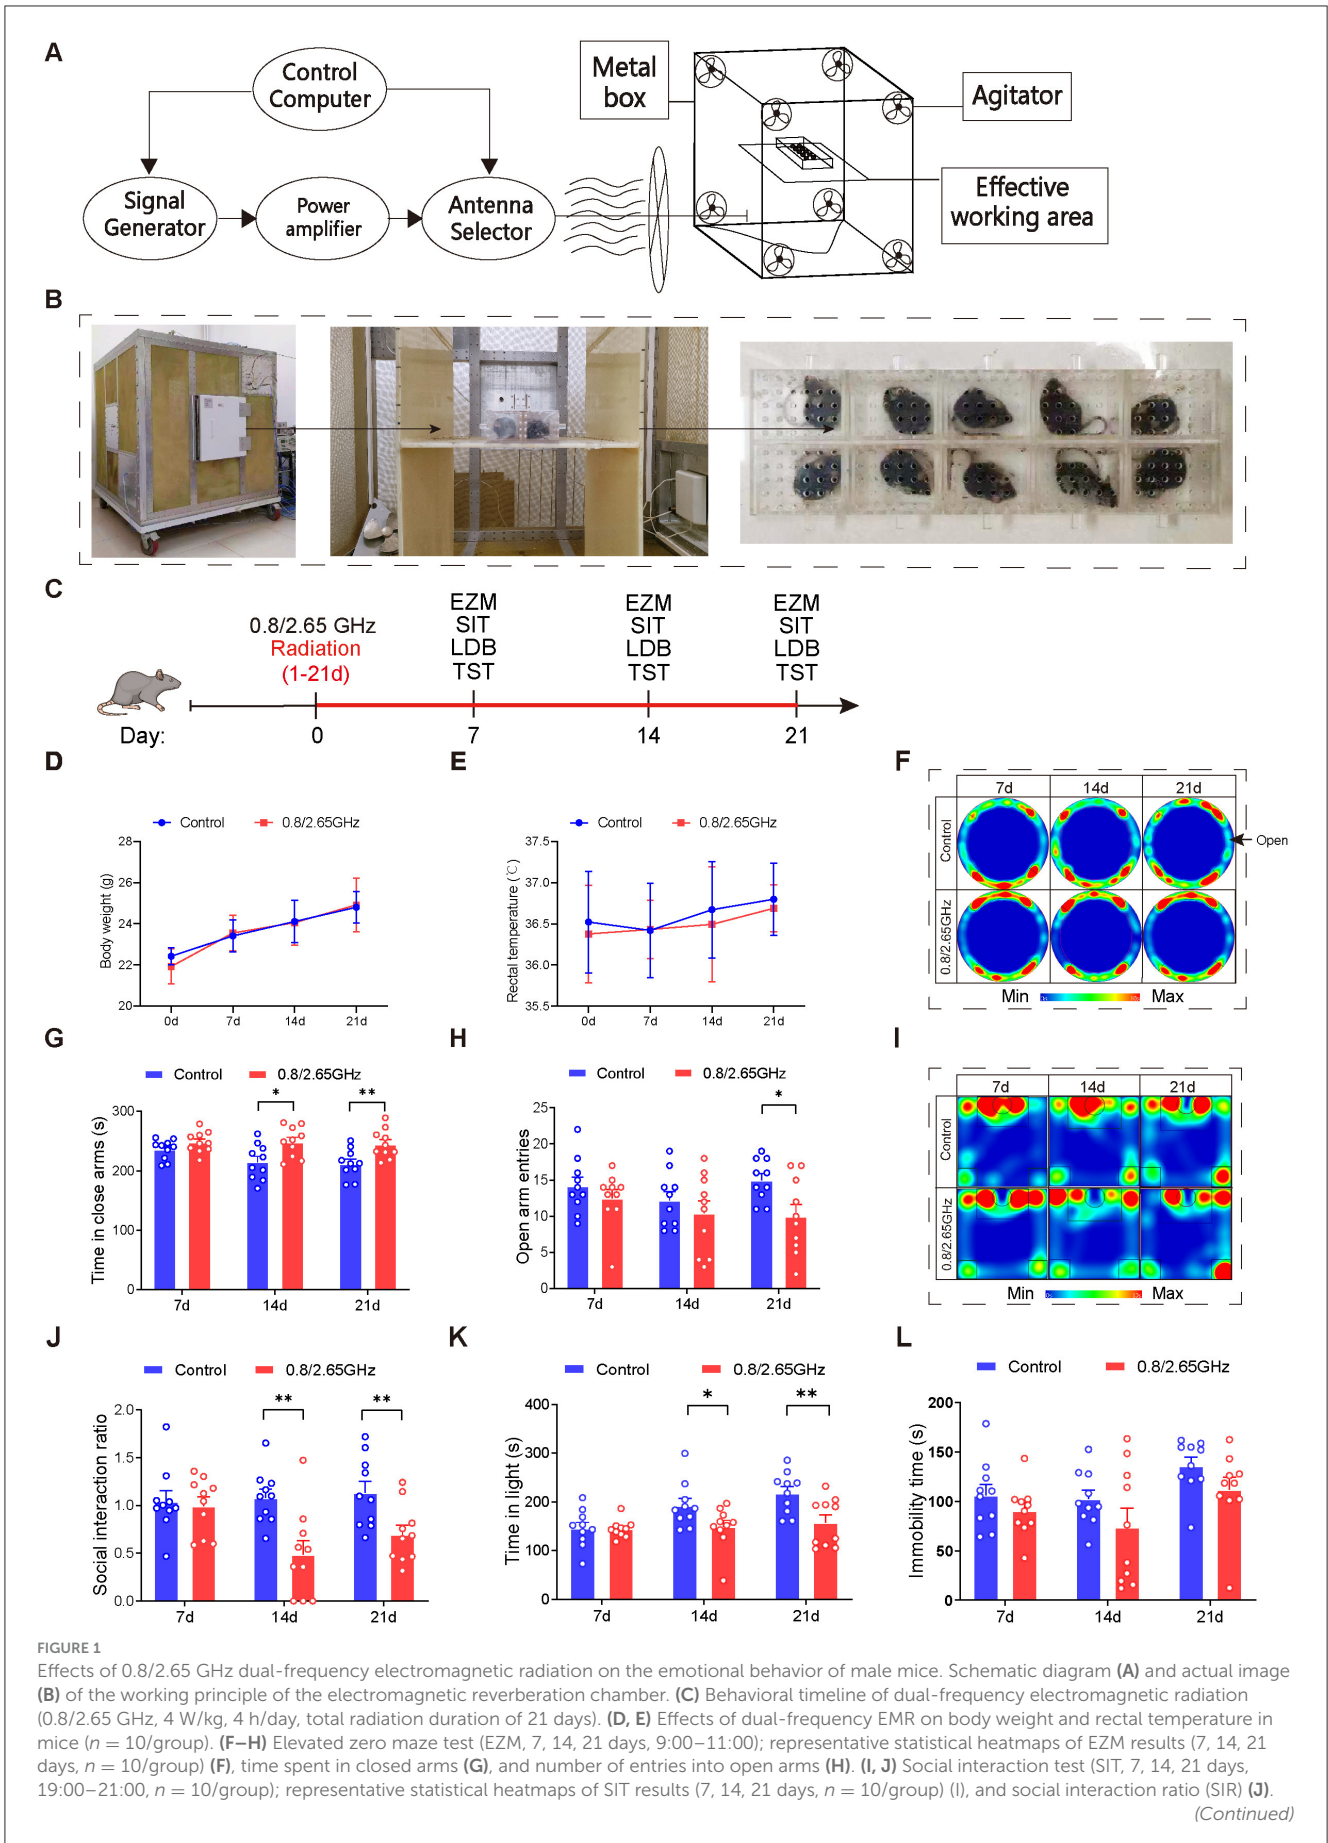 A
Control
Computer
Signal
Generator
Power
amplifier
Antenna
Selector
Metal
box
Agitator
Effective
working area
B
C
0.8/2.65 GHz
Radiation
(1-21d)
EZM
SIT
LDB
TST
EZM
SIT
LDB
TST
EZM
SIT
LDB
TST
Day:
0
7
14
21
D
Control
0.8/2.65GHz
Body weight (g)
28
26
24
22
20
0d
7d
14d
21d
E
Control
0.8/2.65GHz
Rectal temperature (℃)
37.5
37.0
36.5
36.0
35.5
0d
7d
14d
21d
F
7d
14d
21d
Control
0.8/2.65GHz
Open
Min
Max
G
Control
0.8/2.65GHz
Time in close arms (s)
300
200
100
0
*
**
7d
14d
21d
H
Control
0.8/2.65GHz
Open arm entries
25
20
15
10
5
0
*
7d
14d
21d
I
7d
14d
21d
Control
0.8/2.65GHz
Min
Max
J
Control
0.8/2.65GHz
Social interaction ratio
2.0
1.5
1.0
0.5
0.0
**
**
7d
14d
21d
K
Control
0.8/2.65GHz
Time in light (s)
400
300
200
100
0
*
**
7d
14d
21d
L
Control
0.8/2.65GHz
Immobility time (s)
200
150
100
50
0
7d
14d
21d
FIGURE 1
Effects of 0.8/2.65 GHz dual-frequency electromagnetic radiation on the emotional behavior of male mice. Schematic diagram (A) and actual image
(B) of the working principle of the electromagnetic reverberation chamber. (C) Behavioral timeline of dual-frequency electromagnetic radiation
(0.8/2.65 GHz, 4 W/kg, 4 h/day, total radiation duration of 21 days). (D, E) Effects of dual-frequency EMR on body weight and rectal temperature in
mice (n = 10/group). (F–H) Elevated zero maze test (EZM, 7, 14, 21 days, 9:00–11:00); representative statistical heatmaps of EZM results (7, 14, 21
days, n = 10/group) (F), time spent in closed arms (G), and number of entries into open arms (H). (I, J) Social interaction test (SIT, 7, 14, 21 days,
19:00–21:00, n = 10/group); representative statistical heatmaps of SIT results (7, 14, 21 days, n = 10/group) (I), and social interaction ratio (SIR) (J).
(Continued)